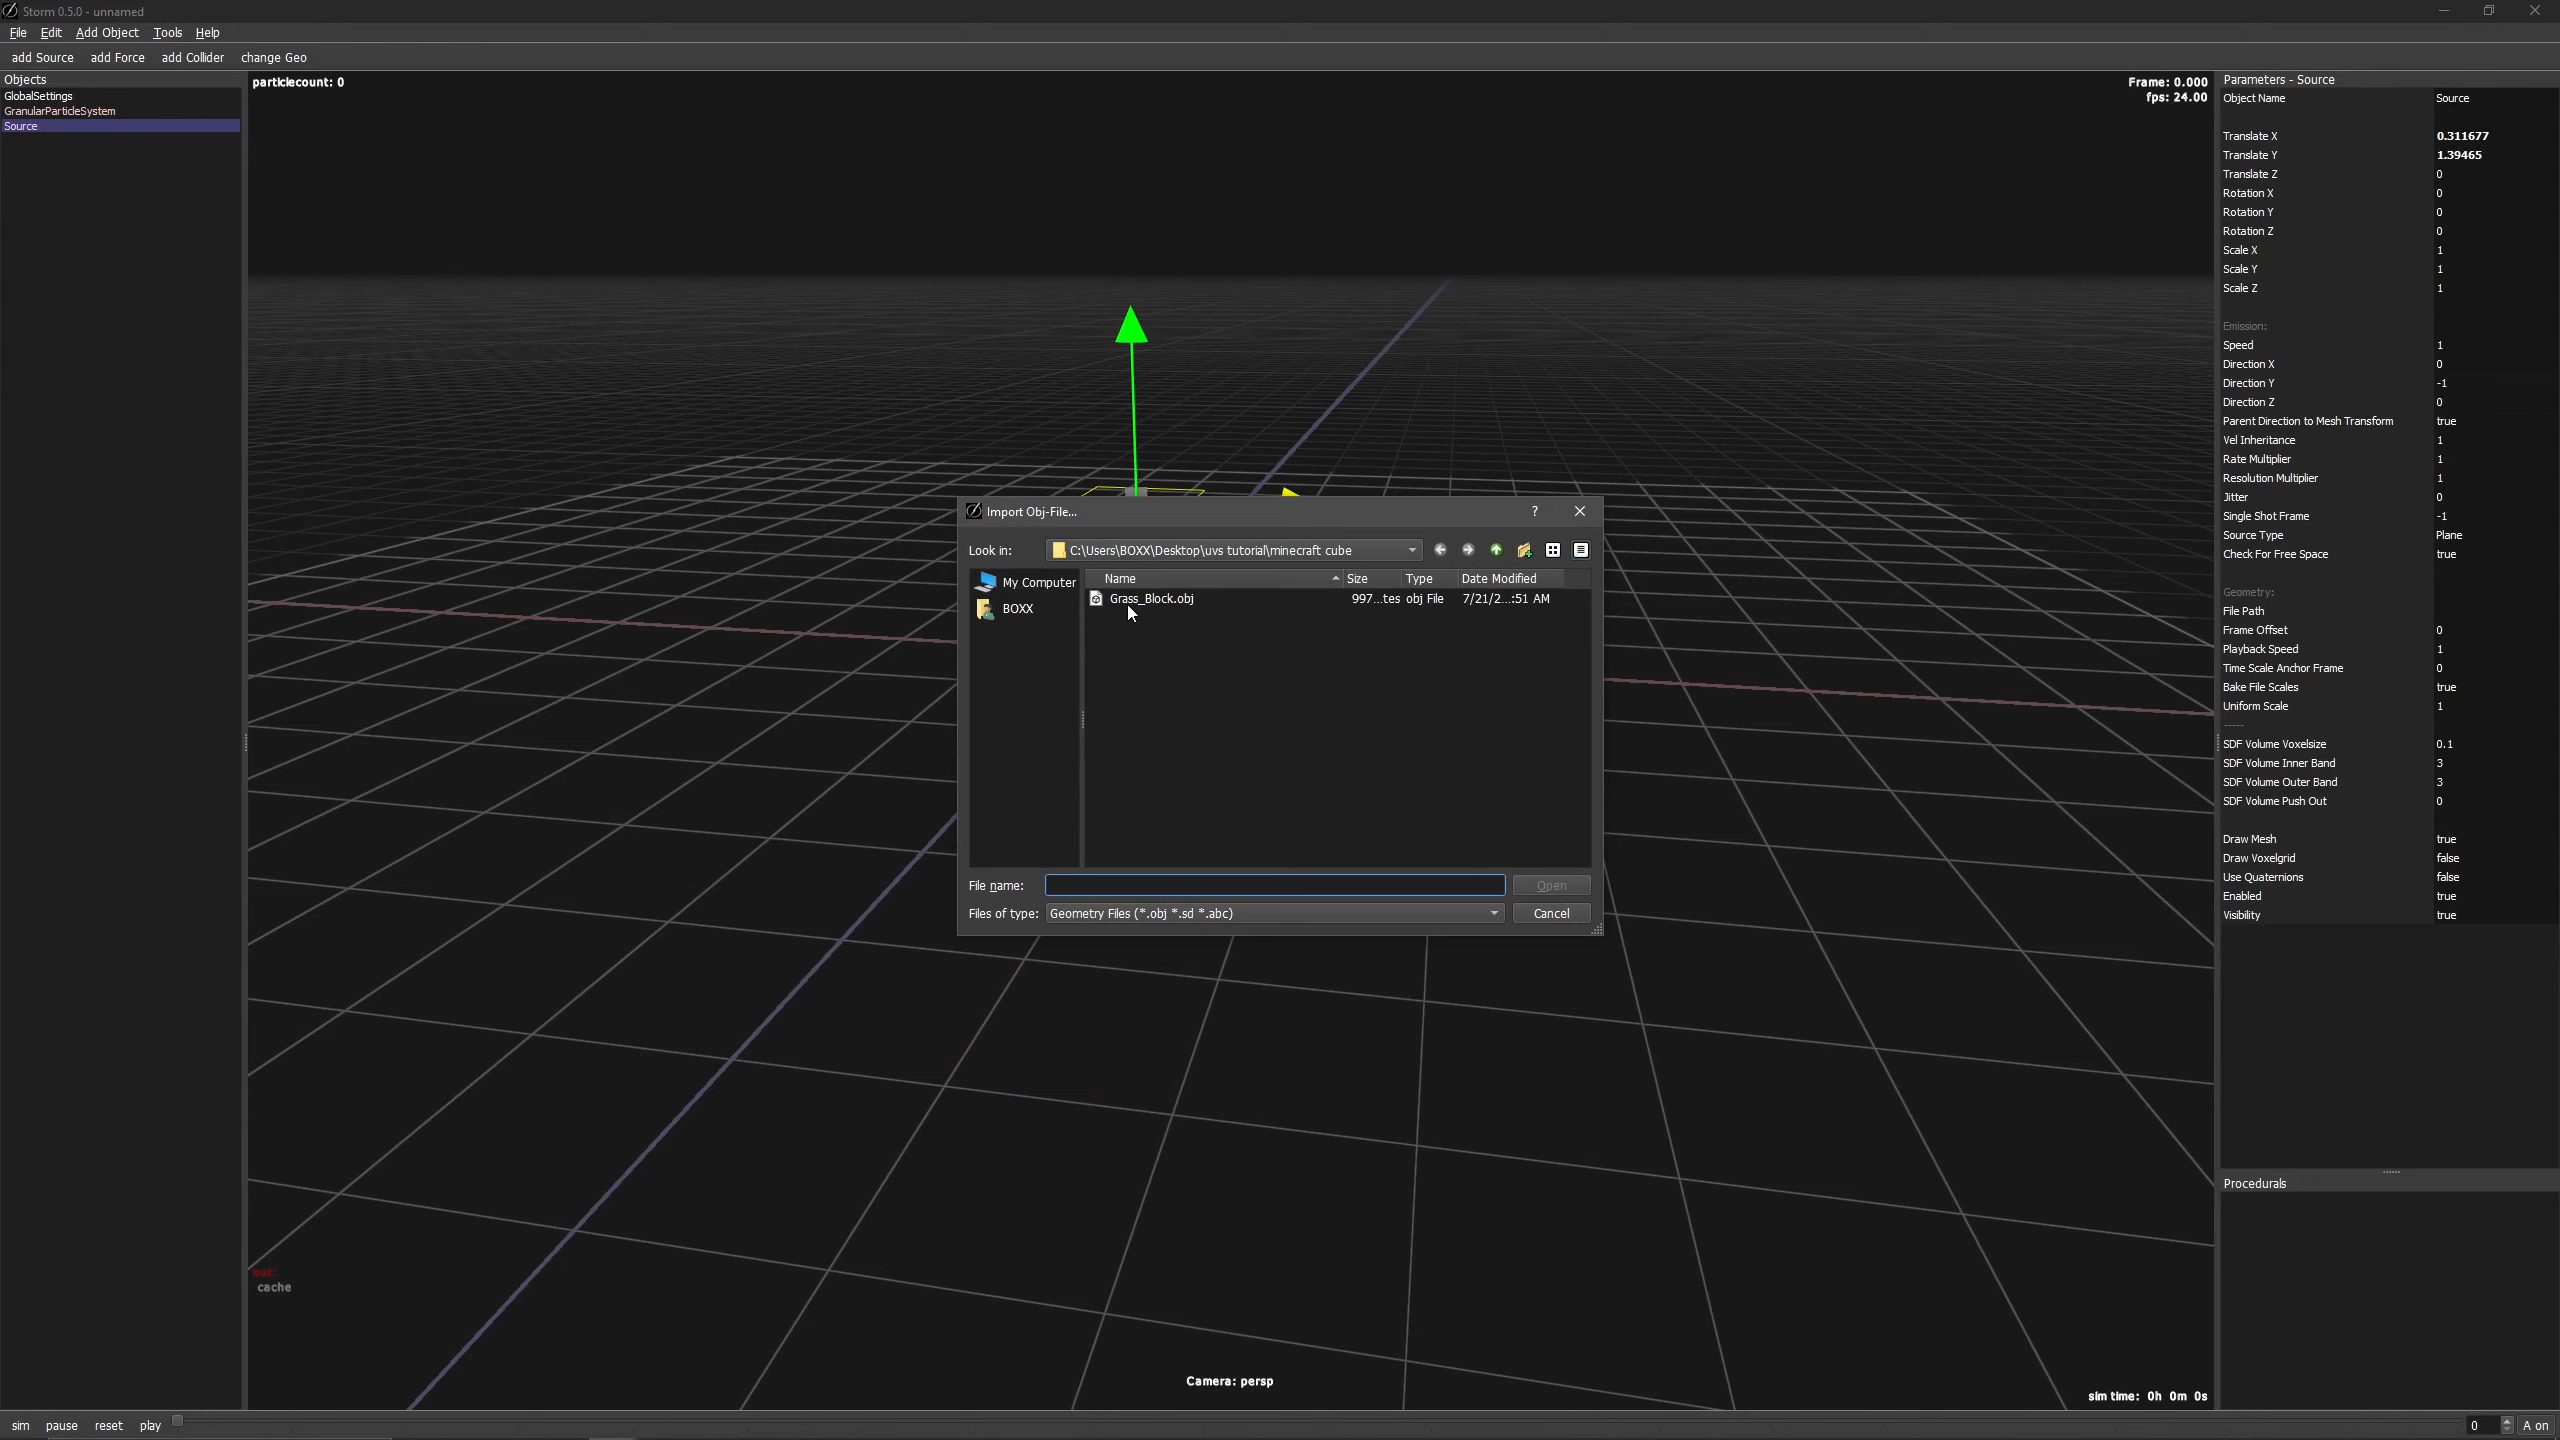 Storm 0.5.0 - unnamed
File Edit Add Object Tools Help
add Source add Force add Collider change Geo
Objects
GlobalSettings
GranularParticleSystem
Source
particlecount: 0
Frame: 0.000
fps: 24.00
Import Obj-File...
?
Look in: C:\Users\BOXX\Desktop\uvs tutorial\minecraft cube
My Computer
BOXX
Name Size Type Date Modified
Grass_Block.obj 997...tes obj File 7/21/2...:51 AM
File name: Open
Files of type: Geometry Files (*.obj *.sd *.abc) Cancel
out:
cache
Camera: persp
sim time: 0h 0m 0s
Parameters - Source
Object Name Source
Translate X 0.311677
Translate Y 1.39465
Translate Z 0
Rotation X 0
Rotation Y 0
Rotation Z 0
Scale X 1
Scale Y 1
Scale Z 1
Emission:
Speed 1
Direction X 0
Direction Y -1
Direction Z 0
Parent Direction to Mesh Transform true
Vel Inheritance 1
Rate Multiplier 1
Resolution Multiplier 1
Jitter 0
Single Shot Frame -1
Source Type Plane
Check For Free Space true
Geometry:
File Path
Frame Offset 0
Playback Speed 1
Time Scale Anchor Frame 0
Bake File Scales true
Uniform Scale 1
-----
SDF Volume Voxelsize 0.1
SDF Volume Inner Band 3
SDF Volume Outer Band 3
SDF Volume Push Out 0
Draw Mesh true
Draw Voxelgrid false
Use Quaternions false
Enabled true
Visibility true
Procedurals
sim pause reset play 0 A on